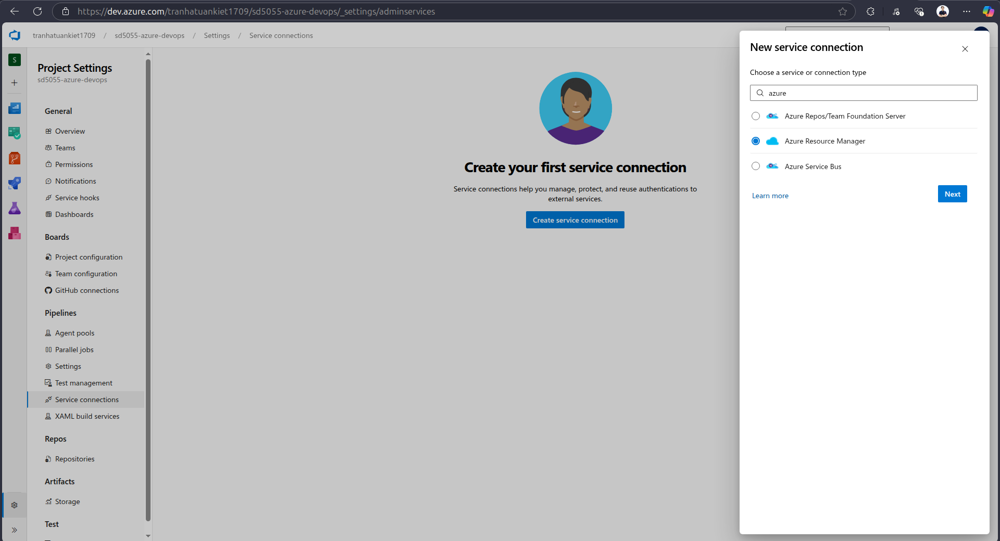 https://dev.azure.com/tranhatuankiet1709/sd5055-azure-devops/_settings/adminservices
tranhatuankiet1709 / sd5055-azure-devops / Settings / Service connections
S
Project Settings
sd5055-azure-devops
General
Overview
Teams
Permissions
Notifications
Service hooks
Dashboards
Boards
Project configuration
Team configuration
GitHub connections
Pipelines
Agent pools
Parallel jobs
Settings
Test management
Service connections
XAML build services
Repos
Repositories
Artifacts
Storage
Test
Create your first service connection
Service connections help you manage, protect, and reuse authentications to
external services.
Create service connection
New service connection
Choose a service or connection type
azure
Azure Repos/Team Foundation Server
Azure Resource Manager
Azure Service Bus
Learn more
Next